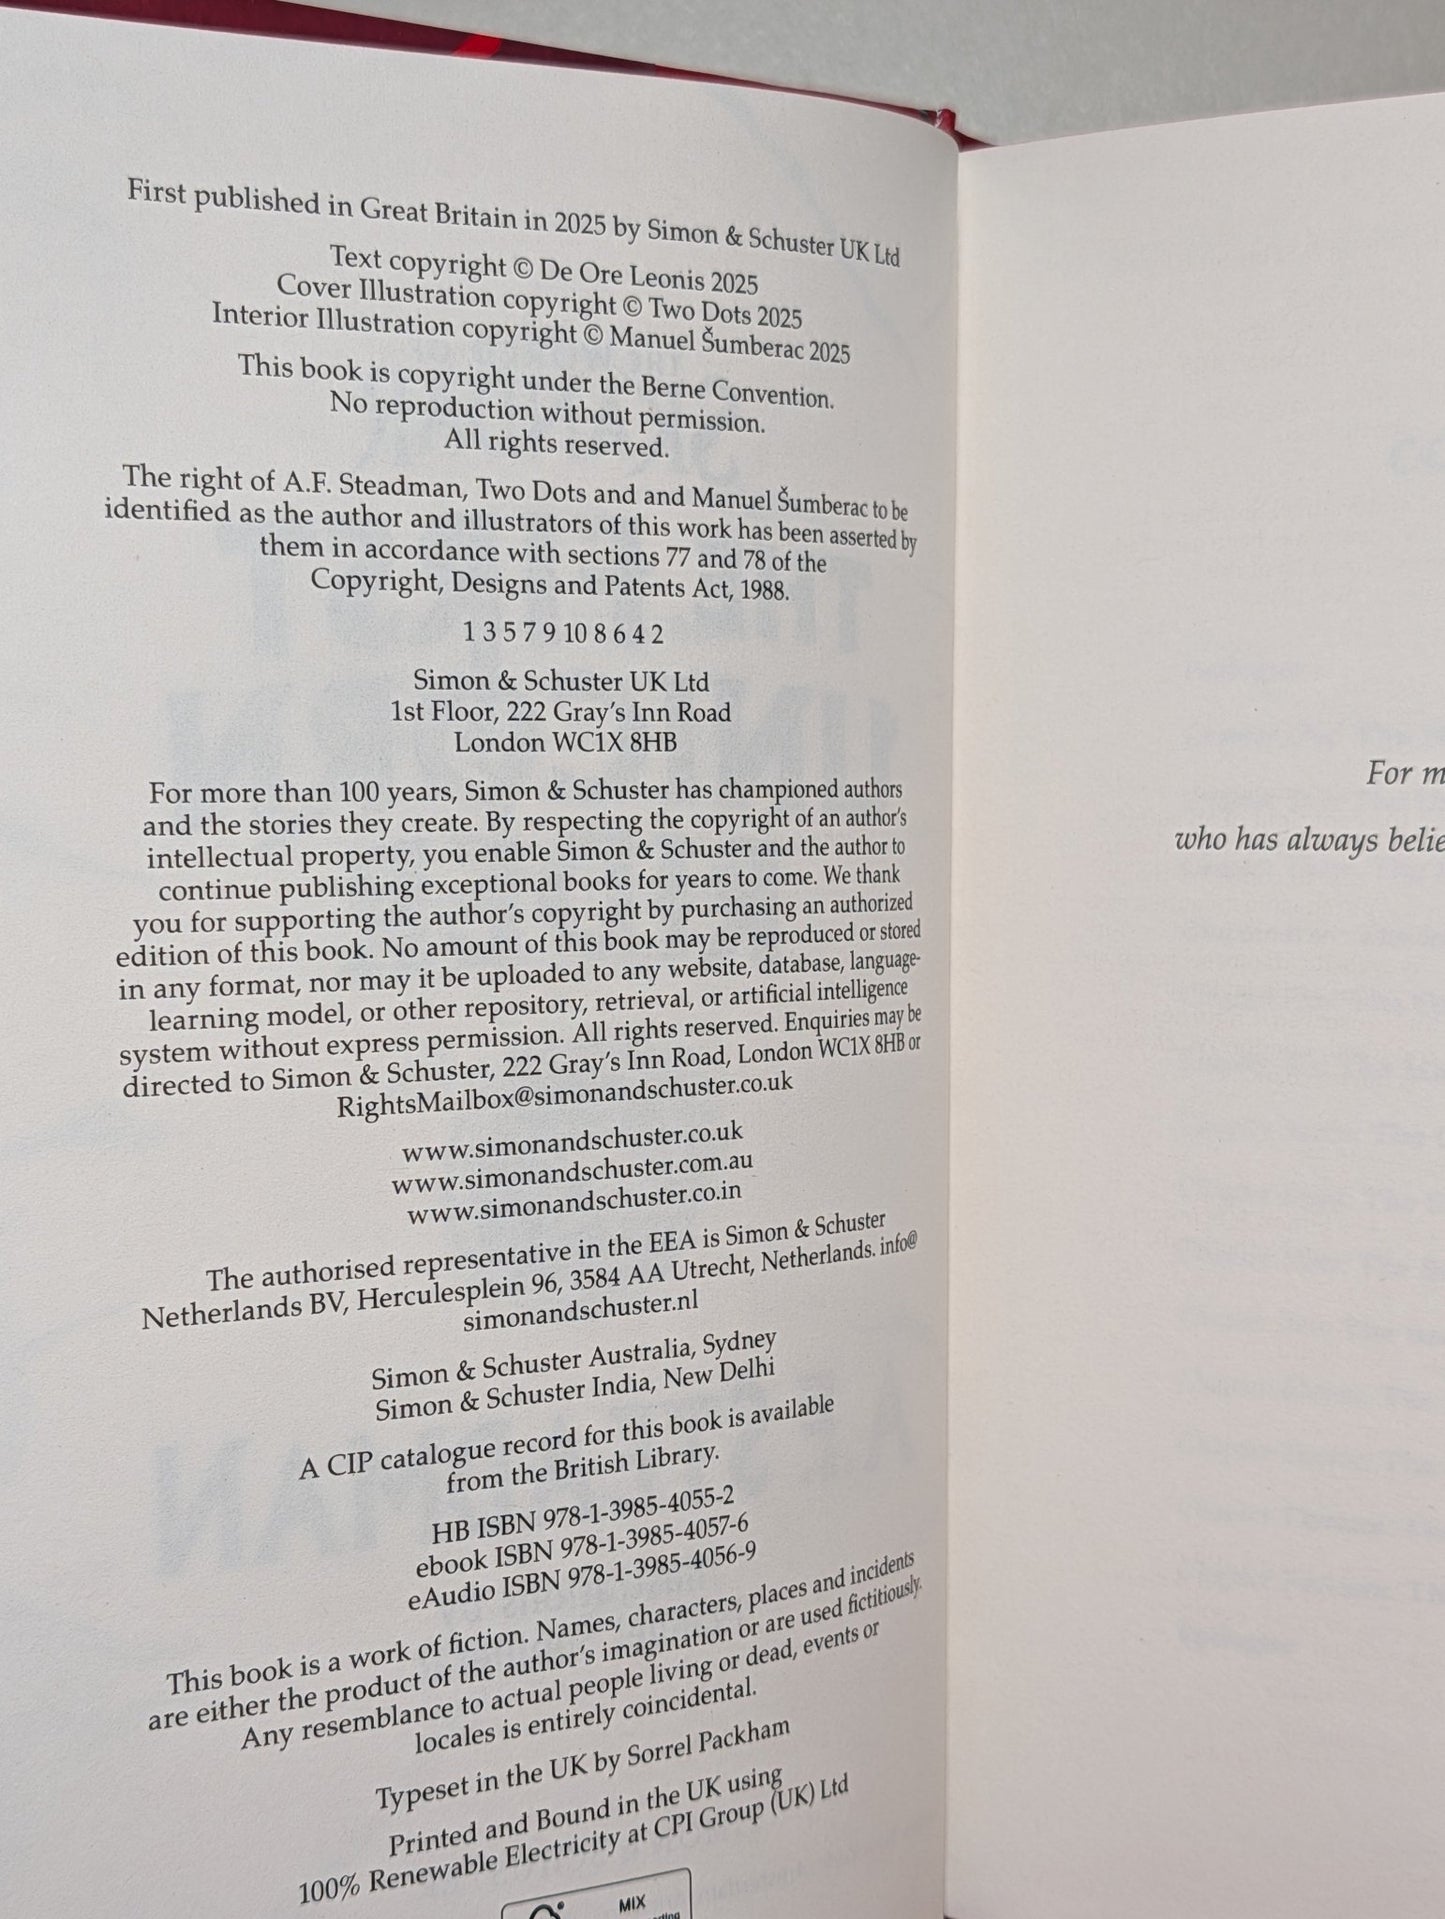 First published in Great Britain in 2025 by Simon & Schuster UK Ltd
Text copyright © De Ore Leonis 2025
Cover Illustration copyright © Two Dots 2025
Interior Illustration copyright © Manuel Šumberac 2025
This book is copyright under the Berne Convention.
No reproduction without permission.
All rights reserved.
The right of A.F. Steadman, Two Dots and and Manuel Šumberac to be
identified as the author and illustrators of this work has been asserted by
them in accordance with sections 77 and 78 of the
Copyright, Designs and Patents Act, 1988.
1 3 5 7 9 10 8 6 4 2
Simon & Schuster UK Ltd
1st Floor, 222 Gray's Inn Road
London WC1X 8HB
For more than 100 years, Simon & Schuster has championed authors
and the stories they create. By respecting the copyright of an author's
intellectual property, you enable Simon & Schuster and the author to
continue publishing exceptional books for years to come. We thank
you for supporting the author's copyright by purchasing an authorized
edition of this book. No amount of this book may be reproduced or stored
in any format, nor may it be uploaded to any website, database, language-
learning model, or other repository, retrieval, or artificial intelligence
system without express permission. All rights reserved. Enquiries may be
directed to Simon & Schuster, 222 Gray's Inn Road, London WC1X 8HB or
RightsMailbox@simonandschuster.co.uk
www.simonandschuster.co.uk
www.simonandschuster.com.au
www.simonandschuster.co.in
The authorised representative in the EEA is Simon & Schuster
Netherlands BV, Herculesplein 96, 3584 AA Utrecht, Netherlands. info@
simonandschuster.nl
Simon & Schuster Australia, Sydney
Simon & Schuster India, New Delhi
A CIP catalogue record for this book is available
from the British Library.
HB ISBN 978-1-3985-4055-2
ebook ISBN 978-1-3985-4057-6
eAudio ISBN 978-1-3985-4056-9
This book is a work of fiction. Names, characters, places and incidents
are either the product of the author's imagination or are used fictitiously.
Any resemblance to actual people living or dead, events or
locales is entirely coincidental.
Typeset in the UK by Sorrel Packham
Printed and Bound in the UK using
100% Renewable Electricity at CPI Group (UK) Ltd
MIX
For m
who has always belie